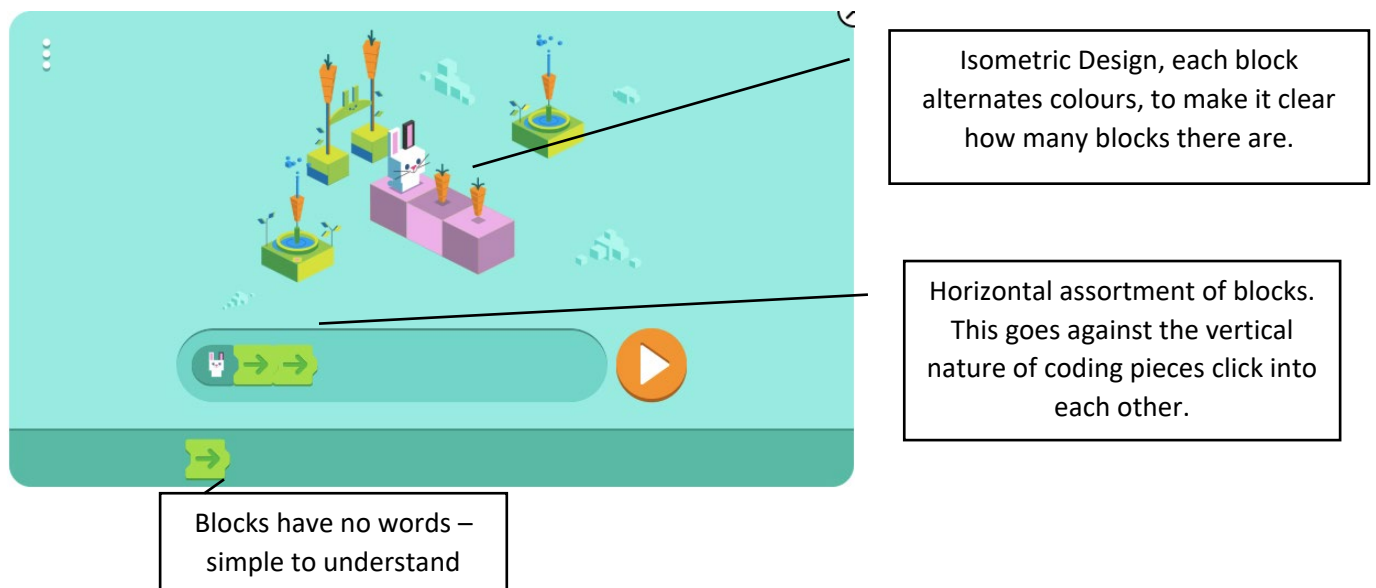 Isometric Design, each block
alternates colours, to make it clear
how many blocks there are.
Horizontal assortment of blocks.
This goes against the vertical
nature of coding pieces click into
each other.
Blocks have no words –
simple to understand